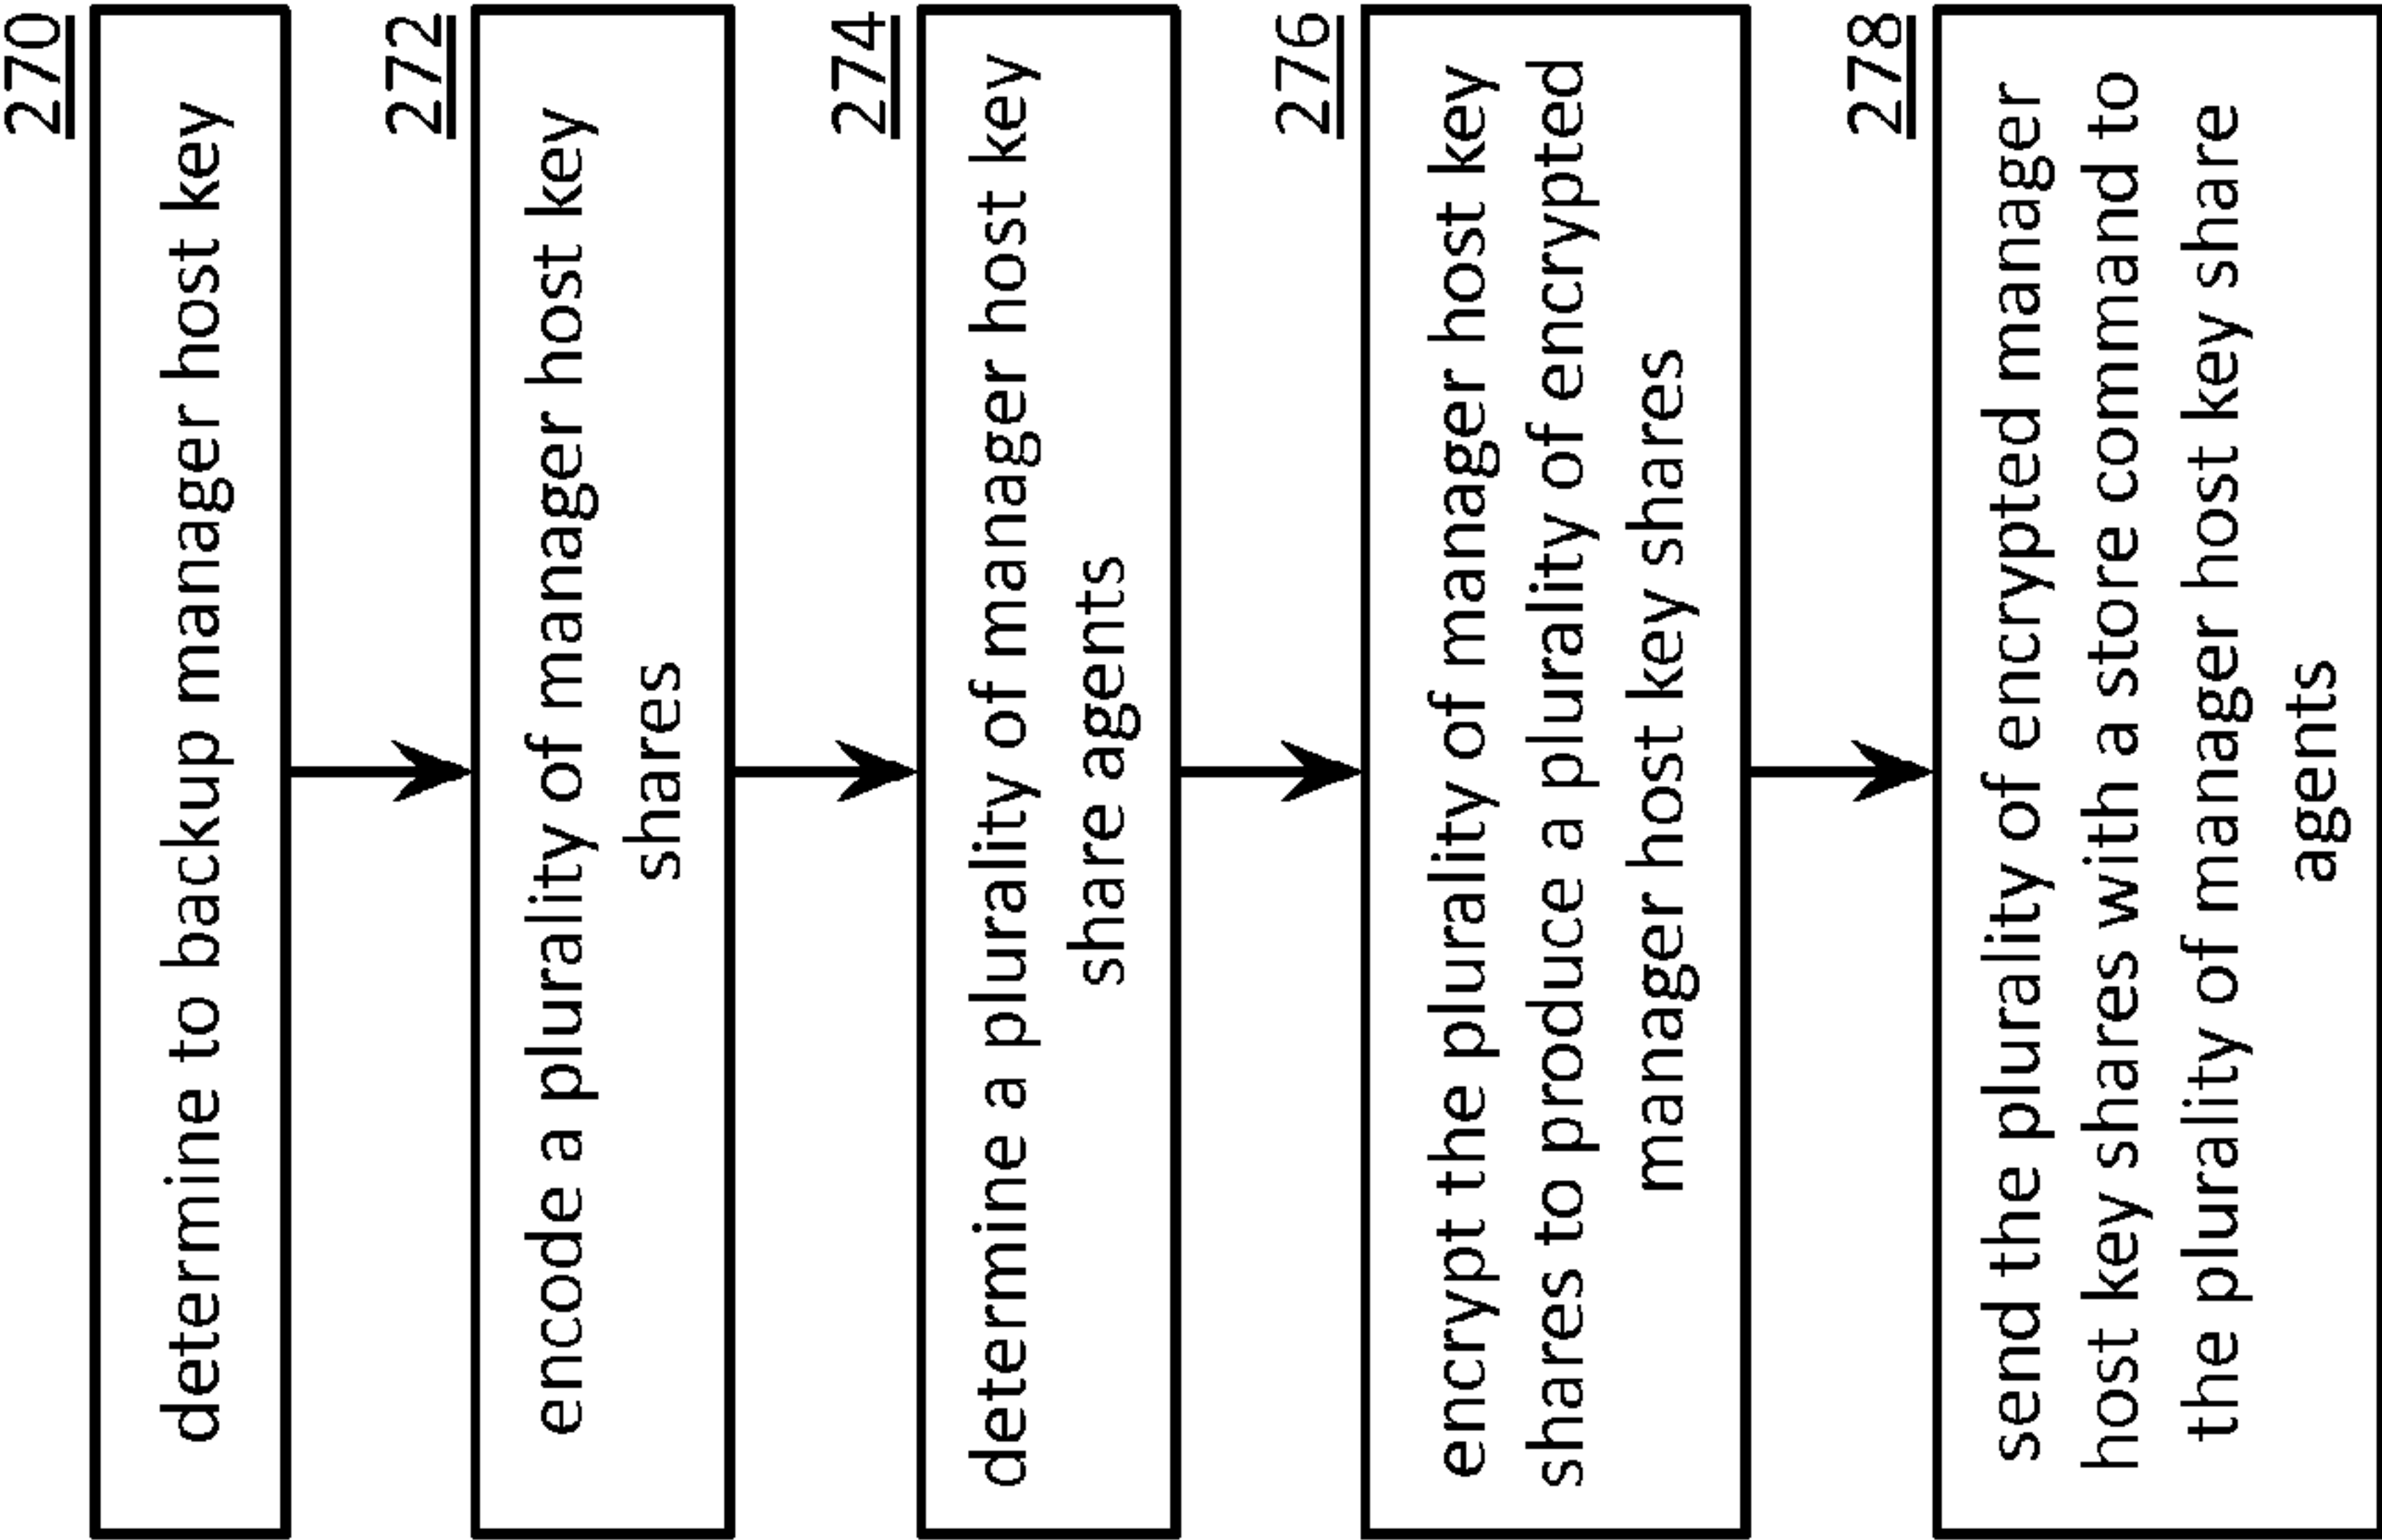 270
determine to backup manager host key
272
encode a plurality of manager host key
shares
274
determine a plurality of manager host key
share agents
276
encrypt the plurality of manager host key
shares to produce a plurality of encrypted
manager host key shares
278
send the plurality of encrypted manager
host key shares with a store command to
the plurality of manager host key share
agents